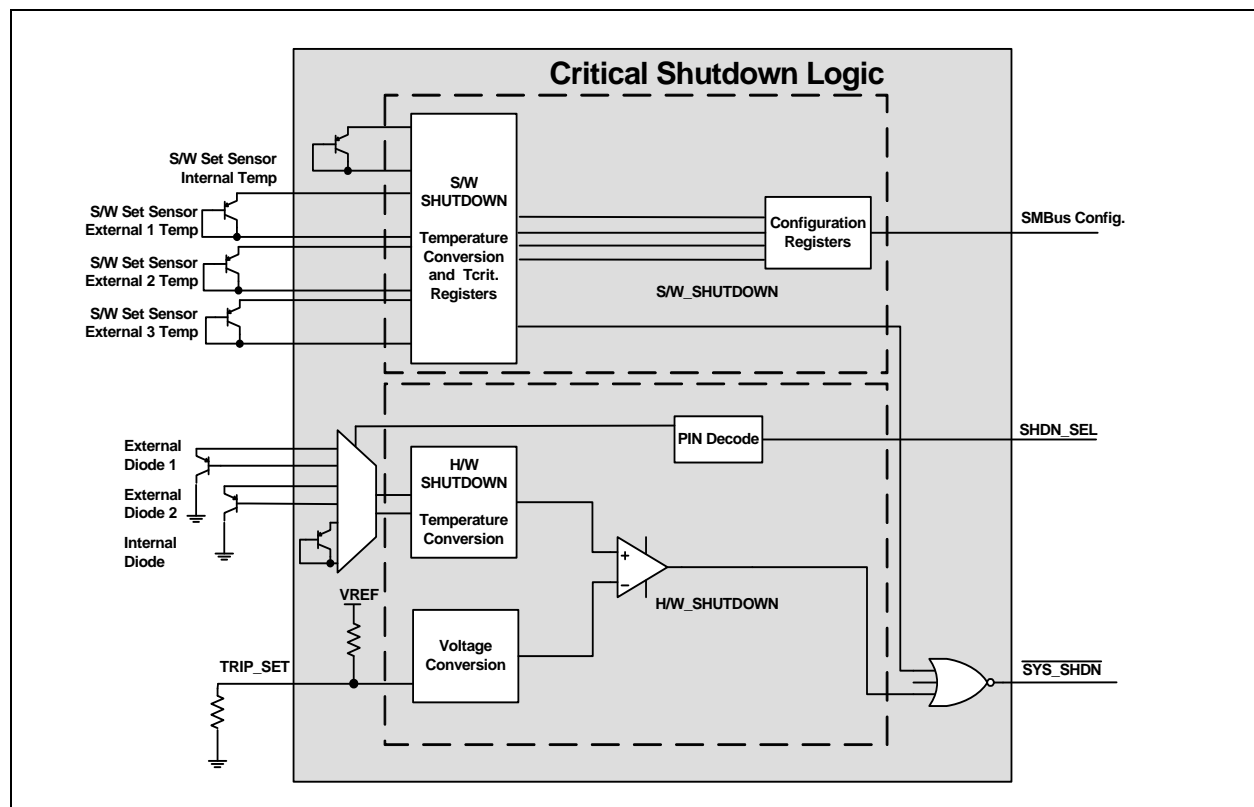 Critical Shutdown Logic
S/W Set Sensor
Internal Temp
S/W Set Sensor
External 1 Temp
S/W Set Sensor
External 2 Temp
S/W Set Sensor
External 3 Temp
S/W
SHUTDOWN
Temperature
Conversion
and Tcrit.
Registers
Configuration
Registers
SMBus Config.
S/W_SHUTDOWN
External
Diode 1
External
Diode 2
Internal
Diode
H/W
SHUTDOWN
Temperature
Conversion
PIN Decode
SHDN_SEL
+
−
H/W_SHUTDOWN
VREF
TRIP_SET
Voltage
Conversion
SYS_SHDN